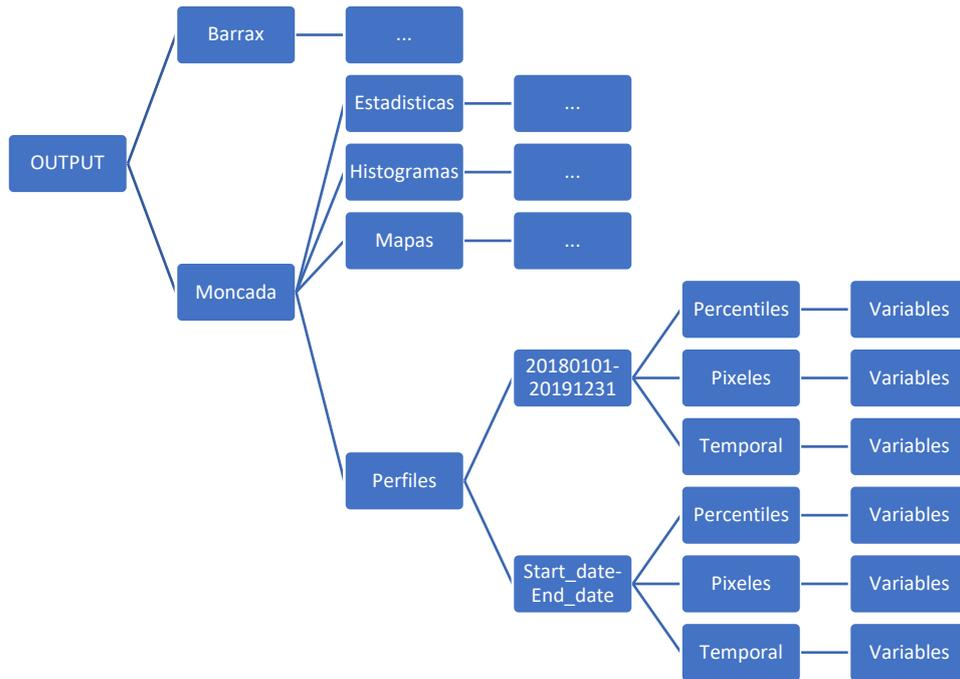 Barrax
...
Estadisticas
...
OUTPUT
Histogramas
...
Mapas
...
Moncada
Percentiles
Variables
20180101-
20191231
Pixeles
Variables
Temporal
Variables
Perfiles
Percentiles
Variables
Start_date-
End_date
Pixeles
Variables
Temporal
Variables